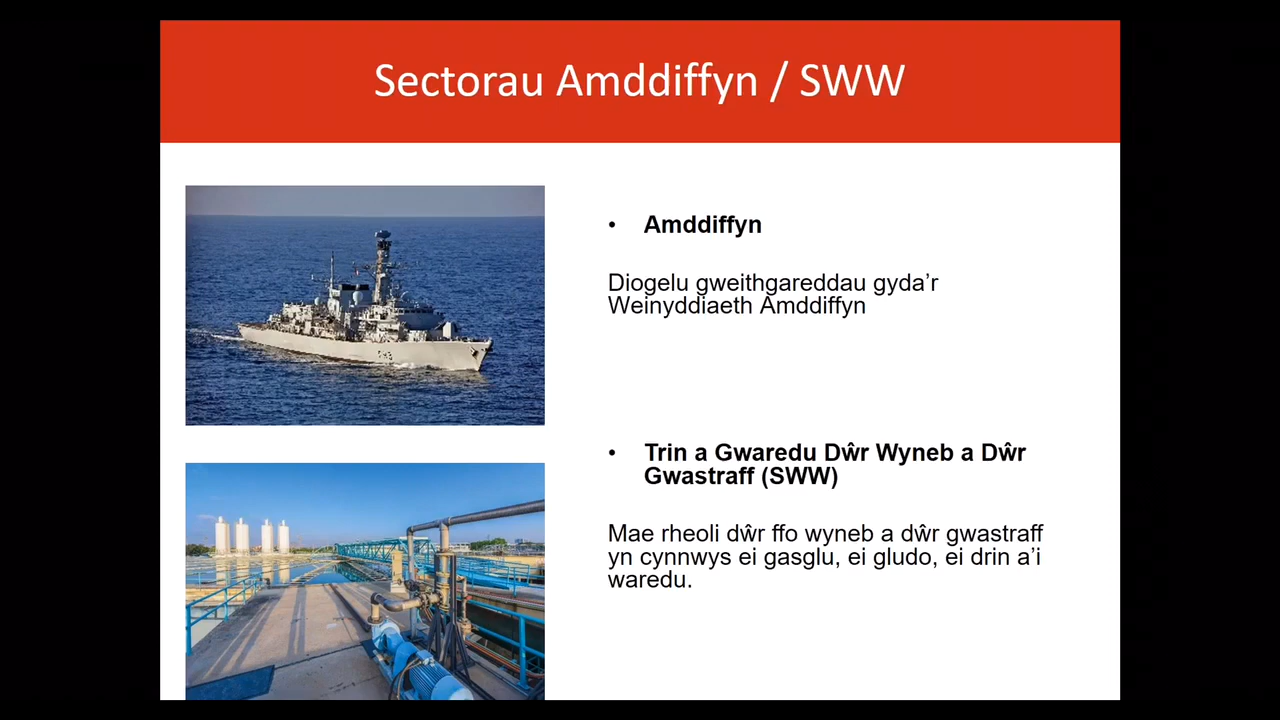 Sectorau Amddiffyn / SWW
• Amddiffyn
Diogelu gweithgareddau gyda’r
Weinyddiaeth Amddiffyn
• Trin a Gwaredu Dŵr Wyneb a Dŵr
Gwastraff (SWW)
Mae rheoli dŵr ffo wyneb a dŵr gwastraff
yn cynnwys ei gasglu, ei gludo, ei drin a’i
waredu.